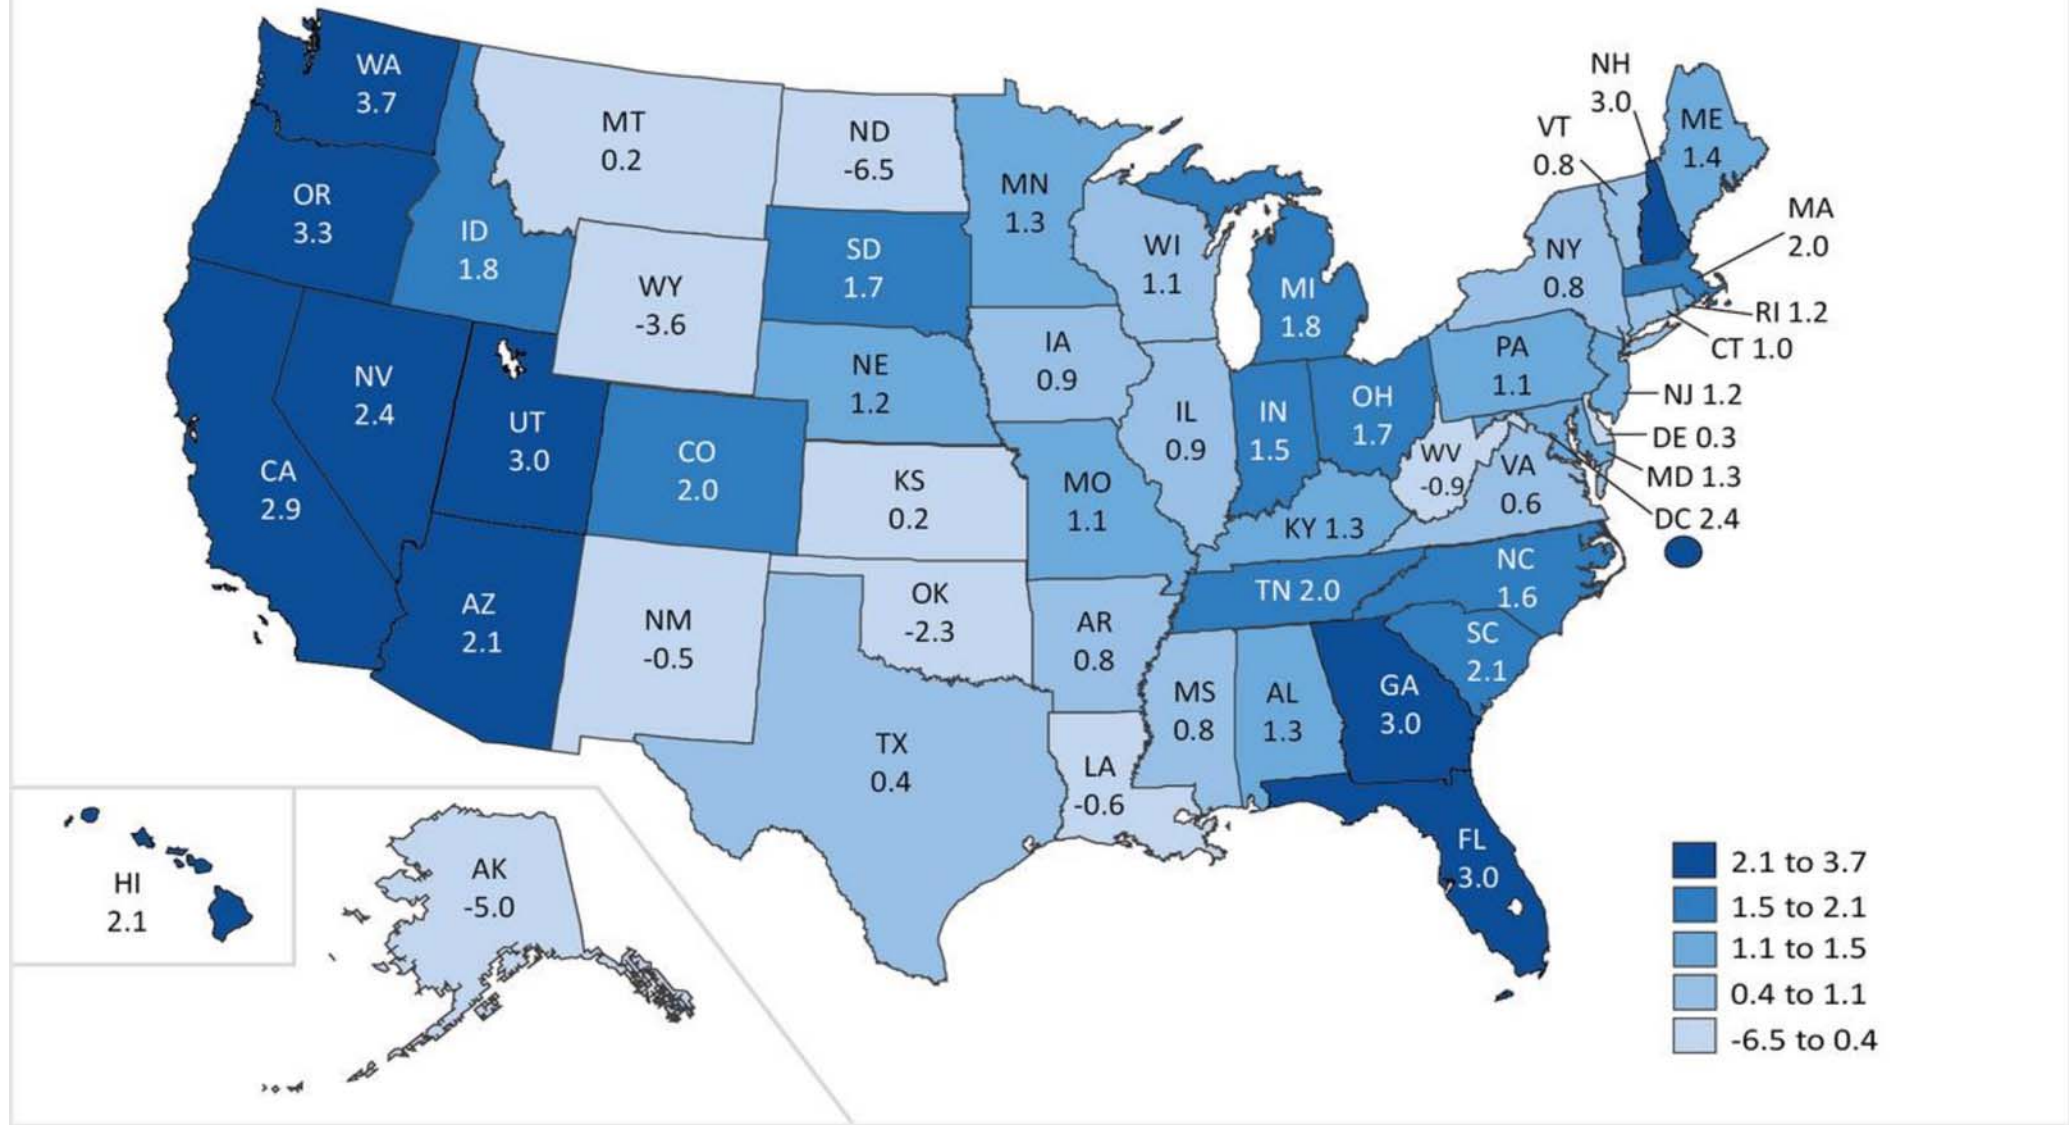 WA
3.7
OR
3.3
CA
2.9
NV
2.4
ID
1.8
MT
0.2
WY
-3.6
UT
3.0
AZ
2.1
CO
2.0
NM
-0.5
ND
-6.5
SD
1.7
NE
1.2
KS
0.2
OK
-2.3
TX
0.4
MN
1.3
IA
0.9
MO
1.1
AR
0.8
LA
-0.6
WI
1.1
IL
0.9
MI
1.8
IN
1.5
OH
1.7
KY 1.3
TN 2.0
MS
0.8
AL
1.3
GA
3.0
FL
3.0
SC
2.1
NC
1.6
VA
0.6
WV
-0.9
PA
1.1
NY
0.8
VT
0.8
NH
3.0
ME
1.4
MA
2.0
RI 1.2
CT 1.0
NJ 1.2
DE 0.3
MD 1.3
DC 2.4
HI
2.1
AK
-5.0
2.1 to 3.7
1.5 to 2.1
1.1 to 1.5
0.4 to 1.1
-6.5 to 0.4